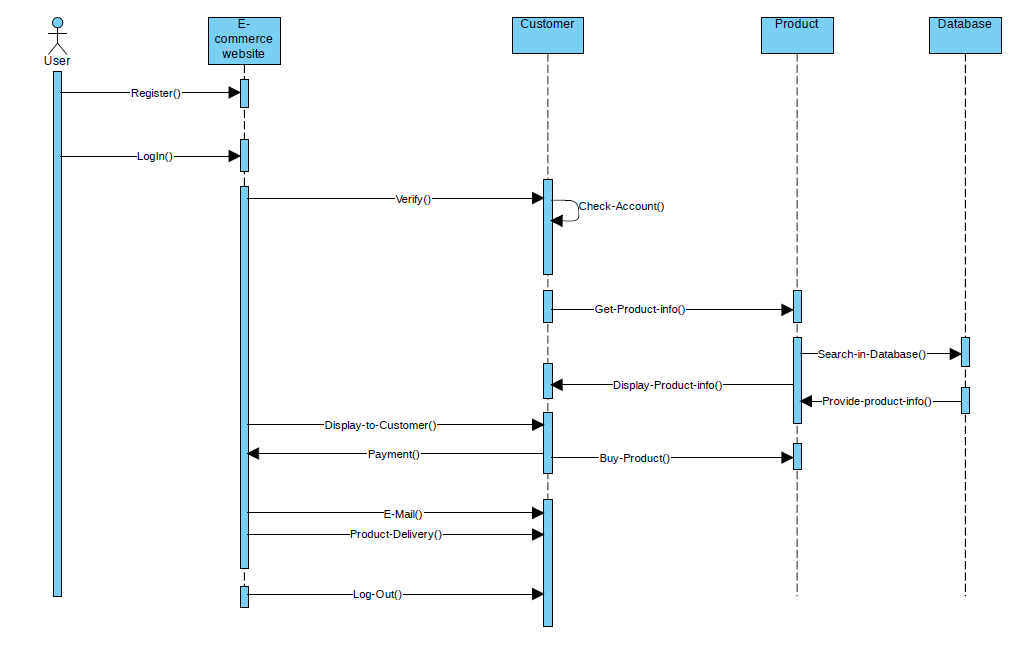 User
E-
commerce
website
Customer
Product
Database
Register()
LogIn()
Verify()
Check-Account()
Get-Product-info()
Search-in-Database()
Display-Product-info()
Provide-product-info()
Display-to-Customer()
Payment()
Buy-Product()
E-Mail()
Product-Delivery()
Log-Out()